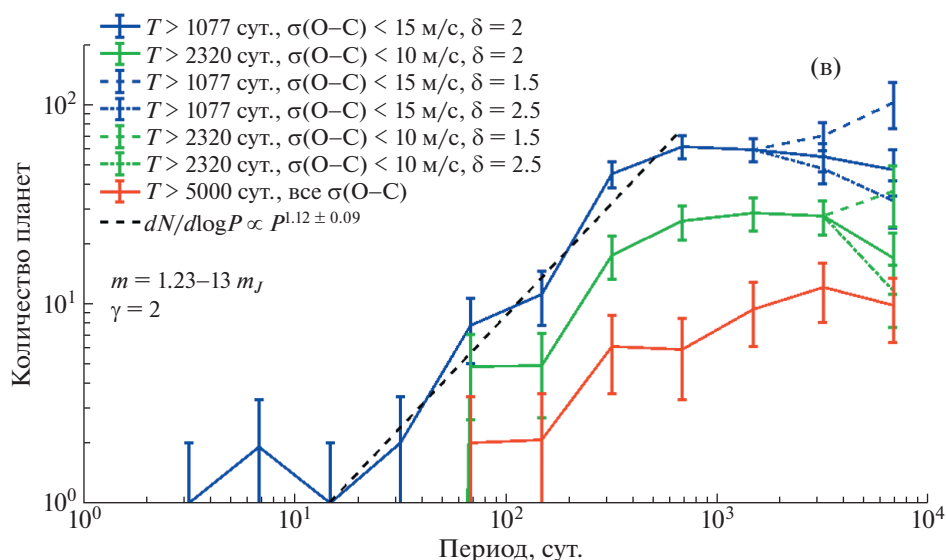 T > 1077 сут., σ(O–C) < 15 м/с, δ = 2
T > 2320 сут., σ(O–C) < 10 м/с, δ = 2
T > 1077 сут., σ(O–C) < 15 м/с, δ = 1.5
T > 1077 сут., σ(O–C) < 15 м/с, δ = 2.5
T > 2320 сут., σ(O–C) < 10 м/с, δ = 1.5
T > 2320 сут., σ(O–C) < 10 м/с, δ = 2.5
T > 5000 сут., все σ(O–C)
dN/dlogP ∝ P^1.12 ± 0.09
(в)
m = 1.23–13 m_J
γ = 2
Количество планет
10^2
10^1
10^0
10^0 10^1 10^2 10^3 10^4
Период, сут.